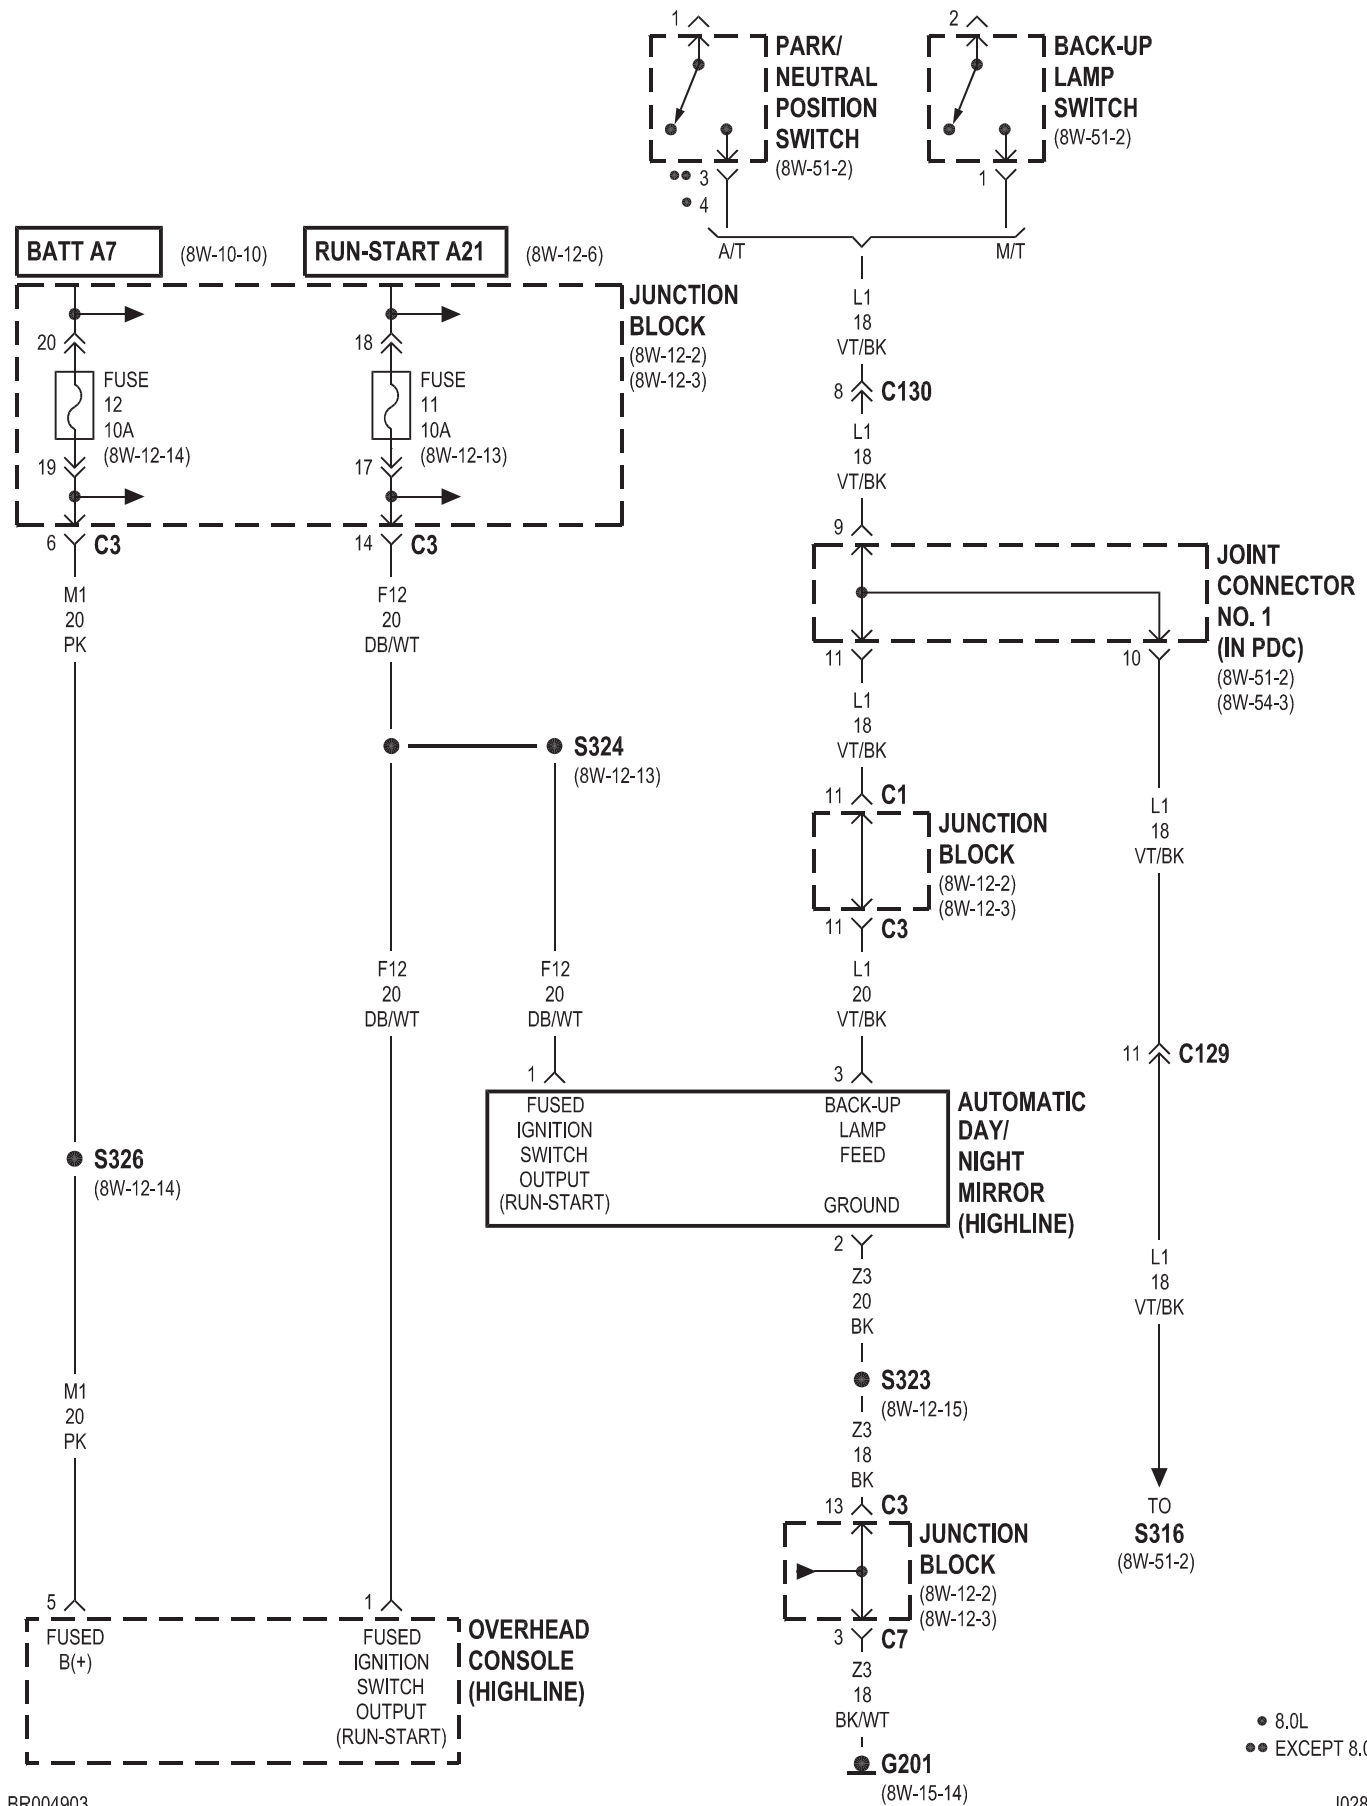 1
PARK/
NEUTRAL
POSITION
SWITCH
(8W-51-2)
●● 3
● 4
2
BACK-UP
LAMP
SWITCH
(8W-51-2)
1
A/T
M/T
BATT A7
(8W-10-10)
RUN-START A21
(8W-12-6)
JUNCTION
BLOCK
(8W-12-2)
(8W-12-3)
20
FUSE
12
10A
(8W-12-14)
19
6
C3
18
FUSE
11
10A
(8W-12-13)
17
14
C3
L1
18
VT/BK
8
C130
L1
18
VT/BK
9
JOINT
CONNECTOR
NO. 1
(IN PDC)
(8W-51-2)
(8W-54-3)
11
10
M1
20
PK
F12
20
DB/WT
S324
(8W-12-13)
L1
18
VT/BK
11
C1
JUNCTION
BLOCK
(8W-12-2)
(8W-12-3)
11
C3
L1
18
VT/BK
F12
20
DB/WT
F12
20
DB/WT
L1
20
VT/BK
11
C129
1
3
FUSED
IGNITION
SWITCH
OUTPUT
(RUN-START)
BACK-UP
LAMP
FEED
GROUND
AUTOMATIC
DAY/
NIGHT
MIRROR
(HIGHLINE)
S326
(8W-12-14)
2
Z3
20
BK
L1
18
VT/BK
S323
(8W-12-15)
M1
20
PK
Z3
18
BK
13
C3
JUNCTION
BLOCK
(8W-12-2)
(8W-12-3)
3
C7
TO
S316
(8W-51-2)
5
1
FUSED
B(+)
FUSED
IGNITION
SWITCH
OUTPUT
(RUN-START)
OVERHEAD
CONSOLE
(HIGHLINE)
Z3
18
BK/WT
G201
(8W-15-14)
● 8.0L
●● EXCEPT 8.0
BR004903
J028